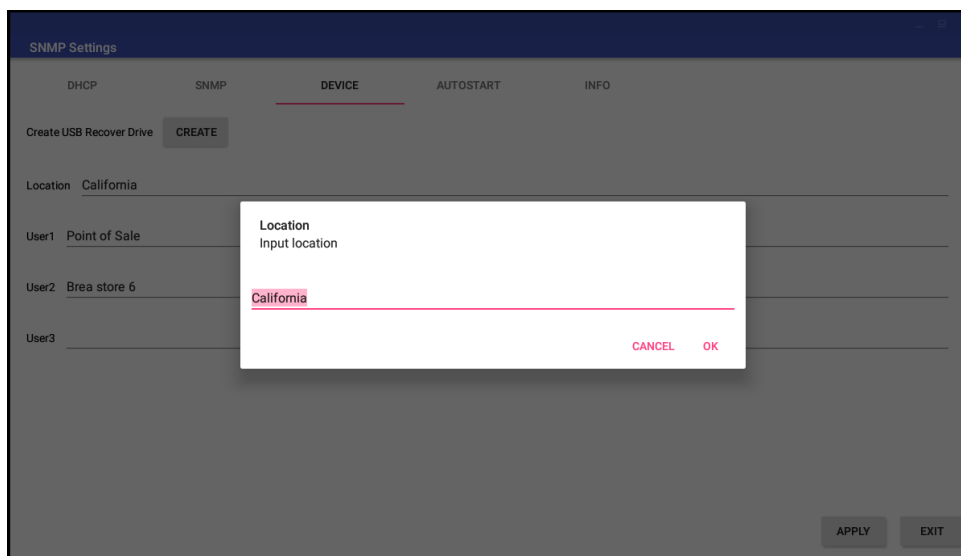 SNMP Settings
DHCP SNMP DEVICE AUTOSTART INFO
Create USB Recover Drive CREATE
Location California
User1 Point of Sale
User2 Brea store 6
User3
Location
Input location
California
CANCEL OK
APPLY EXIT